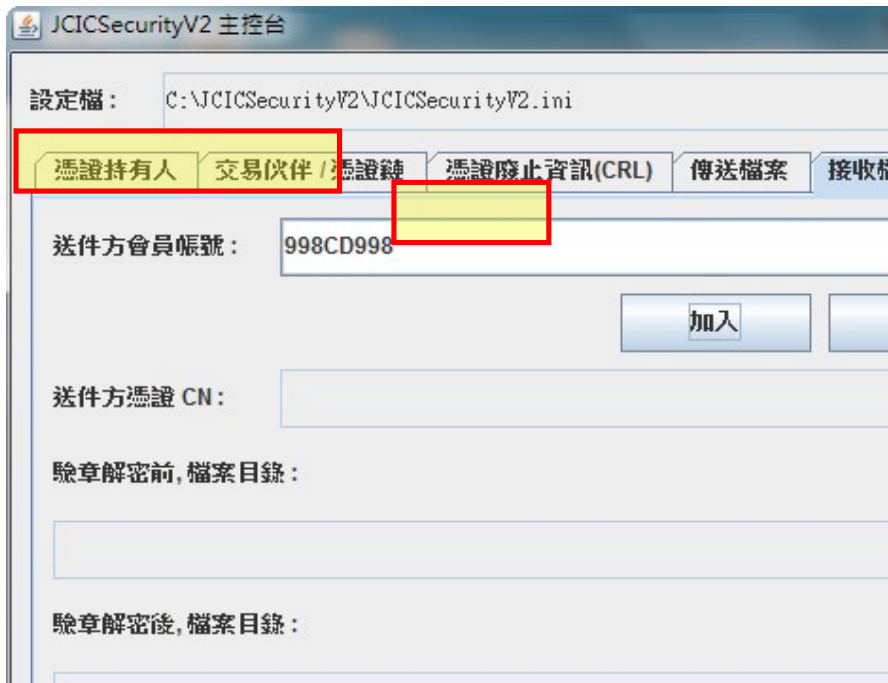 JCICSecurityV2 主控台
設定檔： C:\JCICSecurityV2\JCICSecurityV2.ini
憑證持有人 交易伙伴 / 憑證鏈 憑證廢止資訊(CRL) 傳送檔案 接收檔
送件方會員帳號： 998CD998
加入
送件方憑證 CN：
驗章解密前, 檔案目錄：
驗章解密後, 檔案目錄：